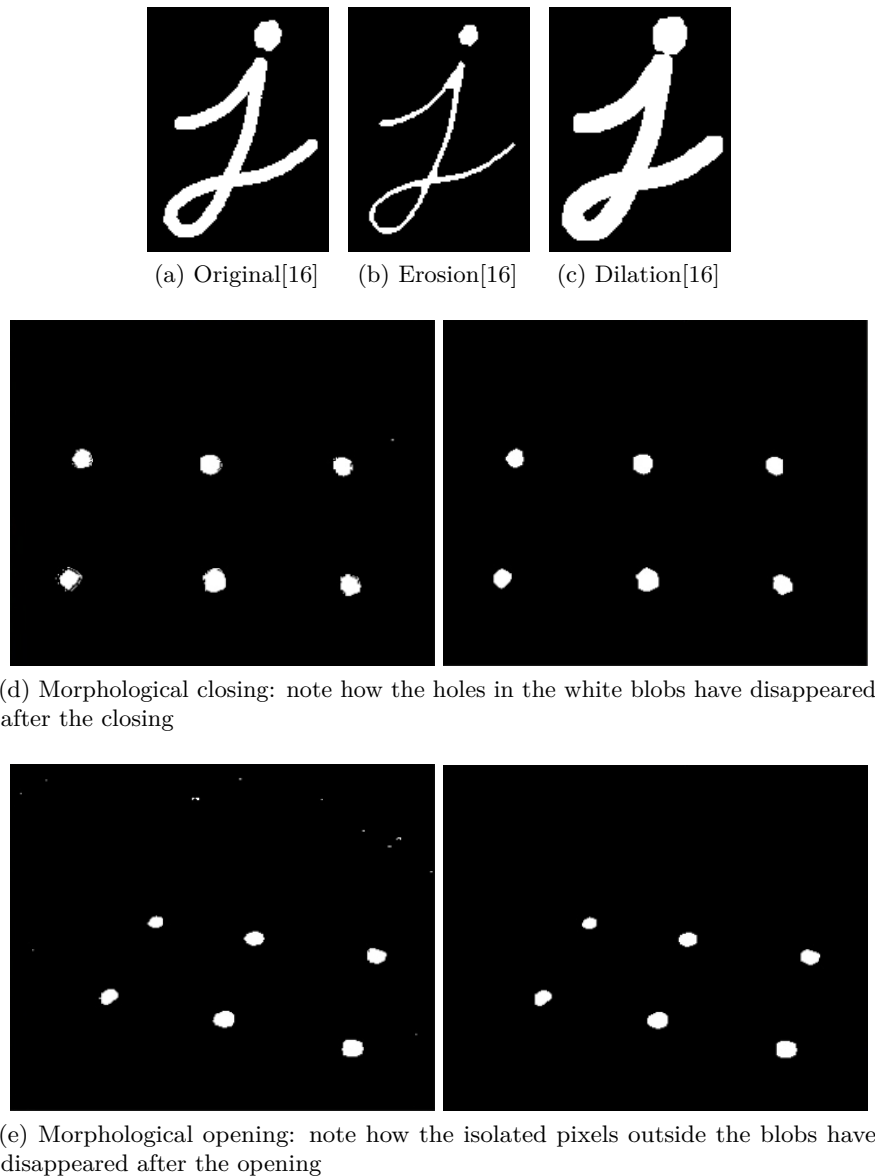 (a) Original[16] (b) Erosion[16] (c) Dilation[16]
(d) Morphological closing: note how the holes in the white blobs have disappeared
after the closing
(e) Morphological opening: note how the isolated pixels outside the blobs have
disappeared after the opening